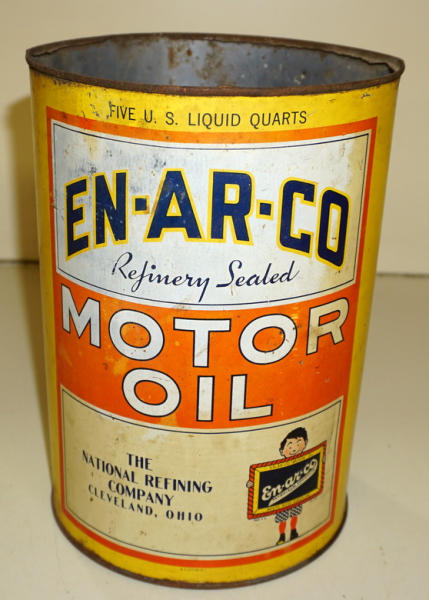 FIVE U. S. LIQUID QUARTS
EN-AR-CO
Refinery Sealed
MOTOR
OIL
THE
NATIONAL REFINING
COMPANY
CLEVELAND, OHIO
En-ar-co